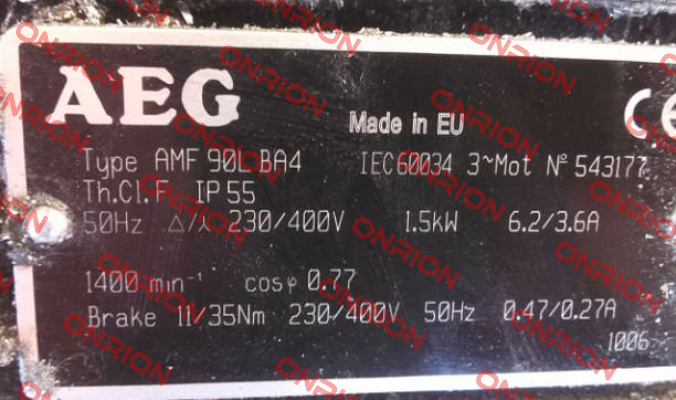 AEG
Made in EU
CE
Type AMF 90L BA4 IEC60034 3~Mot Nº 543177
Th.Cl.F IP55
50Hz △/⅄ 230/400V 1.5kW 6.2/3.6A
1400 min⁻¹ cosφ 0.77
Brake 11/35Nm 230/400V 50Hz 0.47/0.27A
1006
ONRION